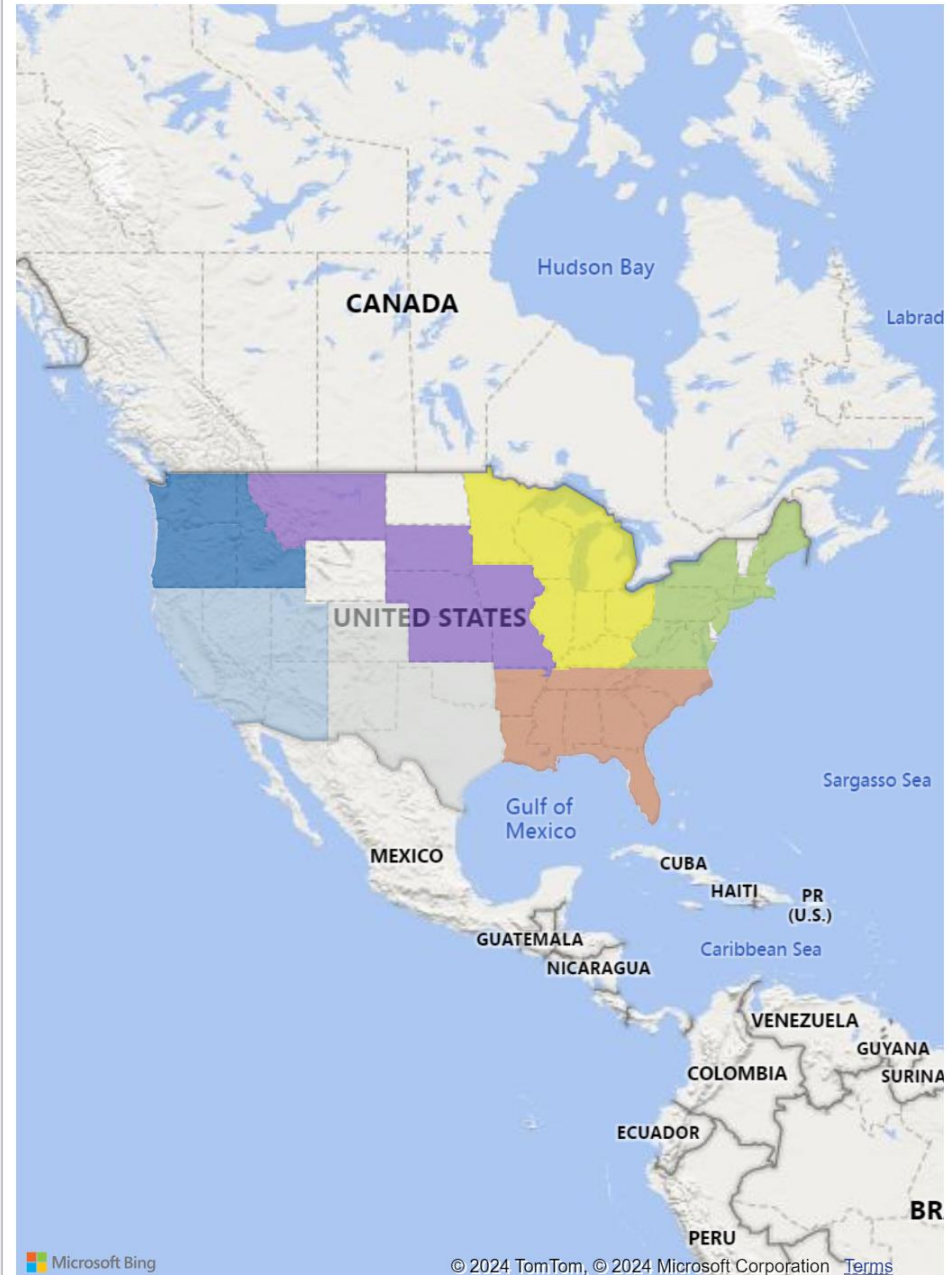 Hudson Bay
CANADA
Labrad
UNITED STATES
Sargasso Sea
Gulf of
Mexico
MEXICO
CUBA
HAITI
PR
(U.S.)
GUATEMALA
Caribbean Sea
NICARAGUA
VENEZUELA
GUYANA
COLOMBIA
SURINA
ECUADOR
BR
PERU
Microsoft Bing
© 2024 TomTom, © 2024 Microsoft Corporation Terms